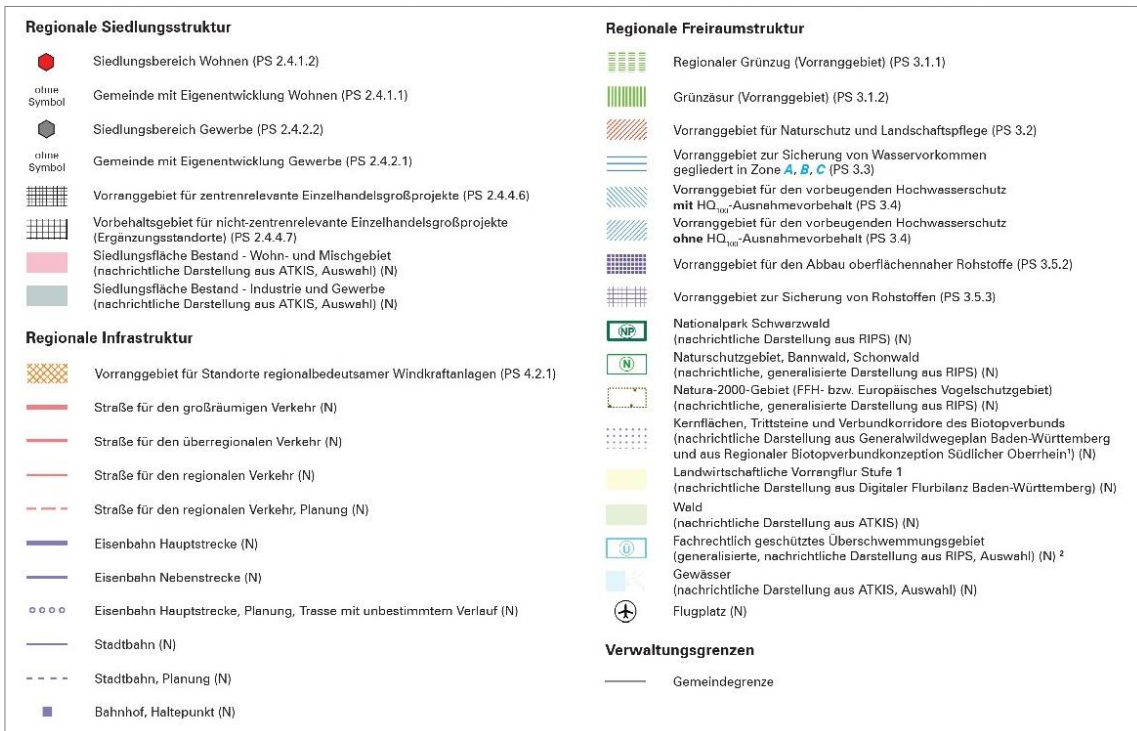 Regionale Siedlungsstruktur
Siedlungsbereich Wohnen (PS 2.4.1.2)
ohne
Symbol
Gemeinde mit Eigenentwicklung Wohnen (PS 2.4.1.1)
Siedlungsbereich Gewerbe (PS 2.4.2.2)
ohne
Symbol
Gemeinde mit Eigenentwicklung Gewerbe (PS 2.4.2.1)
Vorranggebiet für zentrenrelevante Einzelhandelsgroßprojekte (PS 2.4.4.6)
Vorbehaltsgebiet für nicht-zentrenrelevante Einzelhandelsgroßprojekte
(Ergänzungsstandorte) (PS 2.4.4.7)
Siedlungsfläche Bestand - Wohn- und Mischgebiet
(nachrichtliche Darstellung aus ATKIS, Auswahl) (N)
Siedlungsfläche Bestand - Industrie und Gewerbe
(nachrichtliche Darstellung aus ATKIS, Auswahl) (N)
Regionale Infrastruktur
Vorranggebiet für Standorte regionalbedeutsamer Windkraftanlagen (PS 4.2.1)
Straße für den großräumigen Verkehr (N)
Straße für den überregionalen Verkehr (N)
Straße für den regionalen Verkehr (N)
Straße für den regionalen Verkehr, Planung (N)
Eisenbahn Hauptstrecke (N)
Eisenbahn Nebenstrecke (N)
Eisenbahn Hauptstrecke, Planung, Trasse mit unbestimmtem Verlauf (N)
Stadtbahn (N)
Stadtbahn, Planung (N)
Bahnhof, Haltepunkt (N)
Regionale Freiraumstruktur
Regionaler Grünzug (Vorranggebiet) (PS 3.1.1)
Grünzäsur (Vorranggebiet) (PS 3.1.2)
Vorranggebiet für Naturschutz und Landschaftspflege (PS 3.2)
Vorranggebiet zur Sicherung von Wasservorkommen
gegliedert in Zone A, B, C (PS 3.3)
Vorranggebiet für den vorbeugenden Hochwasserschutz
mit HQ100-Ausnahmevorbehalt (PS 3.4)
Vorranggebiet für den vorbeugenden Hochwasserschutz
ohne HQ100-Ausnahmevorbehalt (PS 3.4)
Vorranggebiet für den Abbau oberflächennaher Rohstoffe (PS 3.5.2)
Vorranggebiet zur Sicherung von Rohstoffen (PS 3.5.3)
NP
Nationalpark Schwarzwald
(nachrichtliche Darstellung aus RIPS) (N)
N
Naturschutzgebiet, Bannwald, Schonwald
(nachrichtliche, generalisierte Darstellung aus RIPS) (N)
Natura-2000-Gebiet (FFH- bzw. Europäisches Vogelschutzgebiet)
(nachrichtliche, generalisierte Darstellung aus RIPS) (N)
Kernflächen, Trittsteine und Verbundkorridore des Biotopverbunds
(nachrichtliche Darstellung aus Generalwildwegeplan Baden-Württemberg
und aus Regionaler Biotopverbundkonzeption Südlicher Oberrhein¹) (N)
Landwirtschaftliche Vorrangflur Stufe 1
(nachrichtliche Darstellung aus Digitaler Flurbilanz Baden-Württemberg) (N)
Wald
(nachrichtliche Darstellung aus ATKIS) (N)
Ü
Fachrechtlich geschütztes Überschwemmungsgebiet
(generalisierte, nachrichtliche Darstellung aus RIPS, Auswahl) (N) ²
Gewässer
(nachrichtliche Darstellung aus ATKIS, Auswahl) (N)
Flugplatz (N)
Verwaltungsgrenzen
Gemeindegrenze